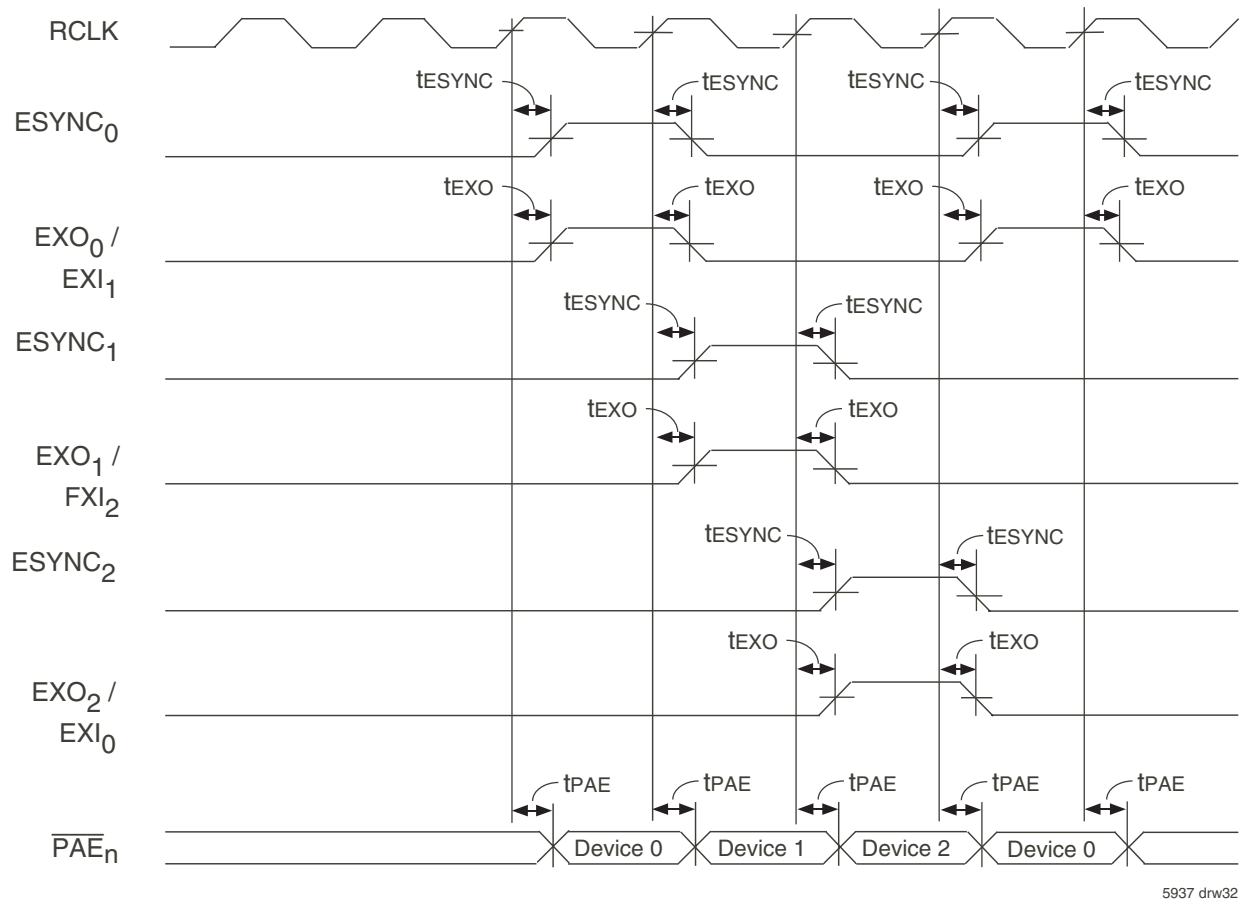 RCLK
tESYNC tESYNC tESYNC tESYNC
ESYNC0
tEXO tEXO tEXO tEXO
EXO0 /
EXI1
tESYNC tESYNC
ESYNC1
tEXO tEXO
EXO1 /
FXI2
tESYNC tESYNC
ESYNC2
tEXO tEXO
EXO2 /
EXI0
tPAE tPAE tPAE tPAE tPAE
PAEn Device 0 Device 1 Device 2 Device 0
5937 drw32